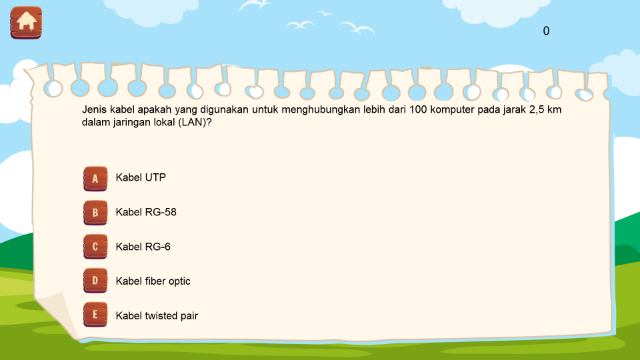 0
Jenis kabel apakah yang digunakan untuk menghubungkan lebih dari 100 komputer pada jarak 2,5 km
dalam jaringan lokal (LAN)?
A Kabel UTP
B Kabel RG-58
C Kabel RG-6
D Kabel fiber optic
E Kabel twisted pair